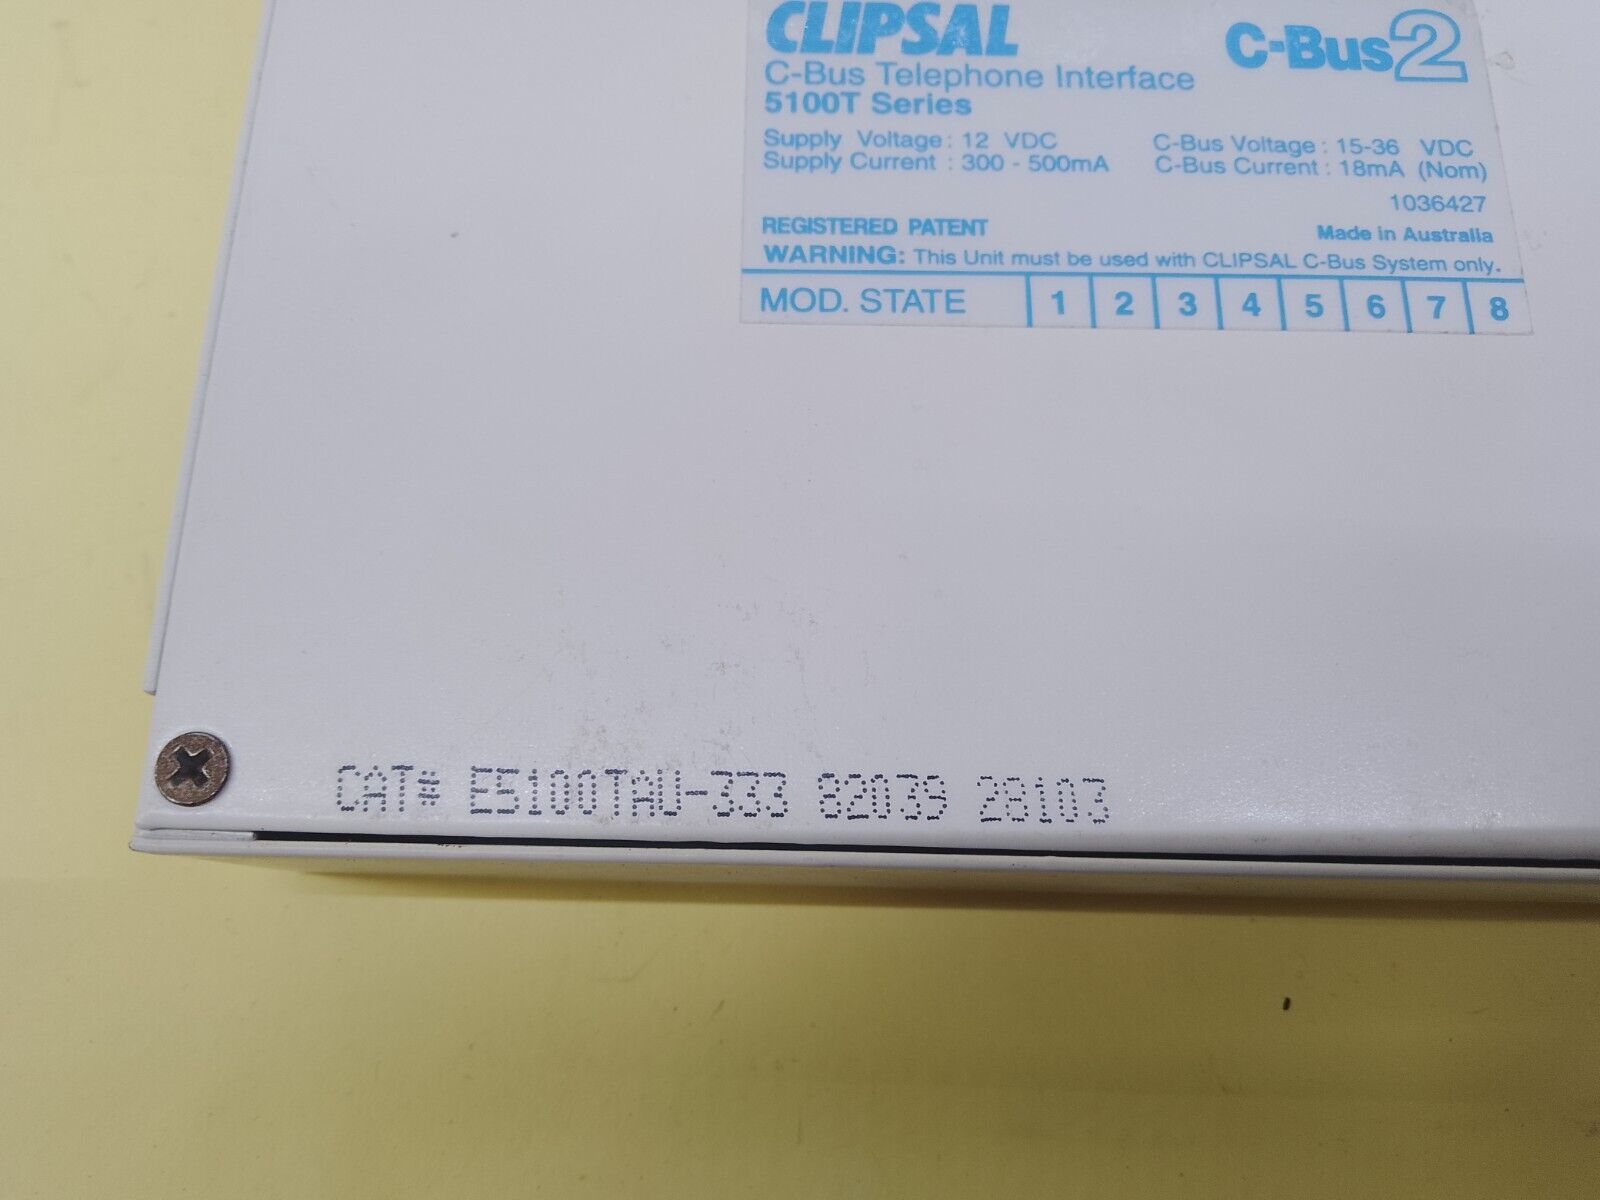 CLIPSAL C-Bus2
C-Bus Telephone Interface
5100T Series
Supply Voltage : 12 VDC C-Bus Voltage : 15-36 VDC
Supply Current : 300 - 500mA C-Bus Current : 18mA (Nom)
1036427
REGISTERED PATENT Made in Australia
WARNING: This Unit must be used with CLIPSAL C-Bus System only.
MOD. STATE 1 2 3 4 5 6 7 8
CAT# E5100TAU-333 82039 28103